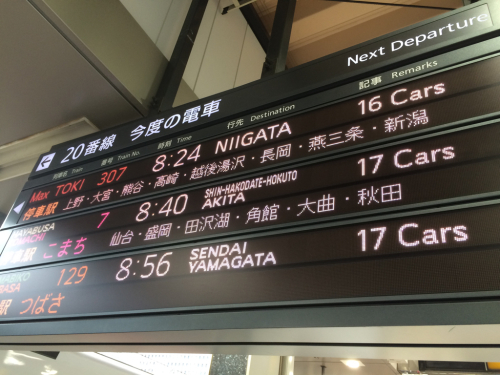 Next Departure
20番線 今度の電車
列車名 Train 番号 Train No. 時刻 Time 行先 Destination 記事 Remarks
Max TOKI 307 8:24 NIIGATA 16 Cars
停車駅 上野・大宮・熊谷・高崎・越後湯沢・長岡・燕三条・新潟
HAYABUSA 7 8:40 SHIN-HAKODATE-HOKUTO AKITA 17 Cars
こまち 仙台・盛岡・田沢湖・角館・大曲・秋田
129 8:56 SENDAI YAMAGATA 17 Cars
駅 つばさ